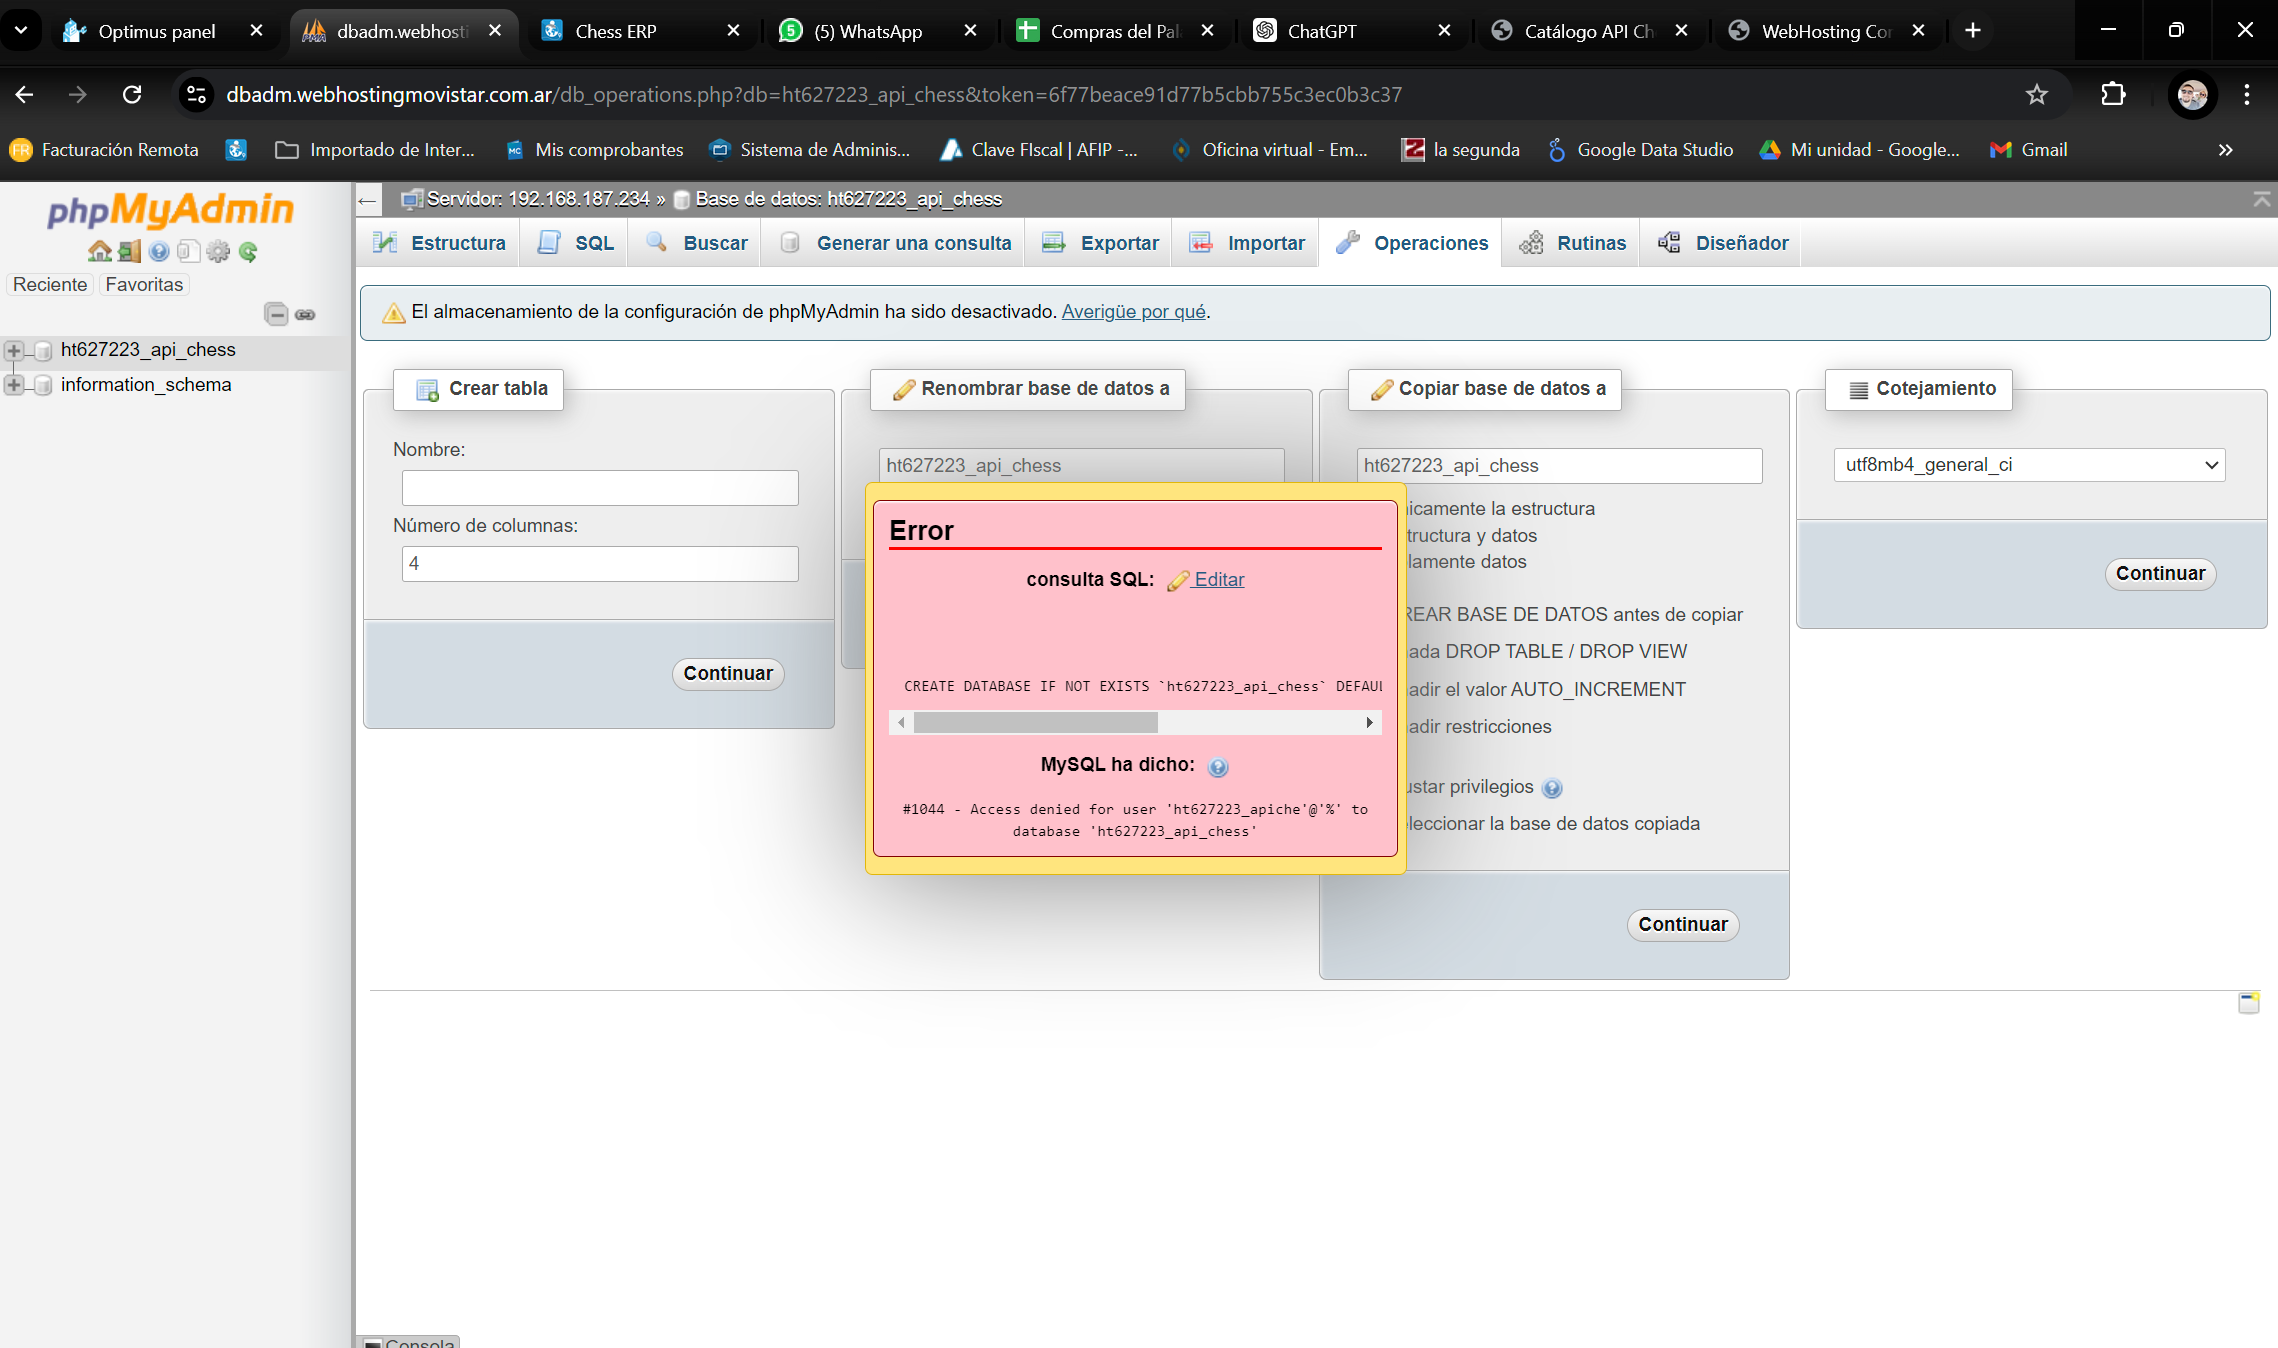 Optimus panel
dbadm.webhosti
Chess ERP
5 (5) WhatsApp
Compras del Pal
ChatGPT
Catálogo API Ch
WebHosting Cor
dbadm.webhostingmovistar.com.ar/db_operations.php?db=ht627223_api_chess&token=6f77beace91d77b5cbb755c3ec0b3c37
FR Facturación Remota
Importado de Inter...
MC Mis comprobantes
Sistema de Adminis...
Clave FIscal | AFIP -...
Oficina virtual - Em...
la segunda
Google Data Studio
Mi unidad - Google...
Gmail
phpMyAdmin
Reciente
Favoritas
ht627223_api_chess
information_schema
Servidor: 192.168.187.234 » Base de datos: ht627223_api_chess
Estructura
SQL
Buscar
Generar una consulta
Exportar
Importar
Operaciones
Rutinas
Diseñador
El almacenamiento de la configuración de phpMyAdmin ha sido desactivado. Averigüe por qué.
Crear tabla
Nombre:
Número de columnas:
4
Continuar
Renombrar base de datos a
ht627223_api_chess
Copiar base de datos a
ht627223_api_chess
icamente la estructura
tructura y datos
lamente datos
REAR BASE DE DATOS antes de copiar
ada DROP TABLE / DROP VIEW
adir el valor AUTO_INCREMENT
adir restricciones
ustar privilegios
leccionar la base de datos copiada
Continuar
Cotejamiento
utf8mb4_general_ci
Continuar
Error
consulta SQL: Editar
CREATE DATABASE IF NOT EXISTS `ht627223_api_chess` DEFAUL
MySQL ha dicho:
#1044 - Access denied for user 'ht627223_apiche'@'%' to
database 'ht627223_api_chess'
Consola